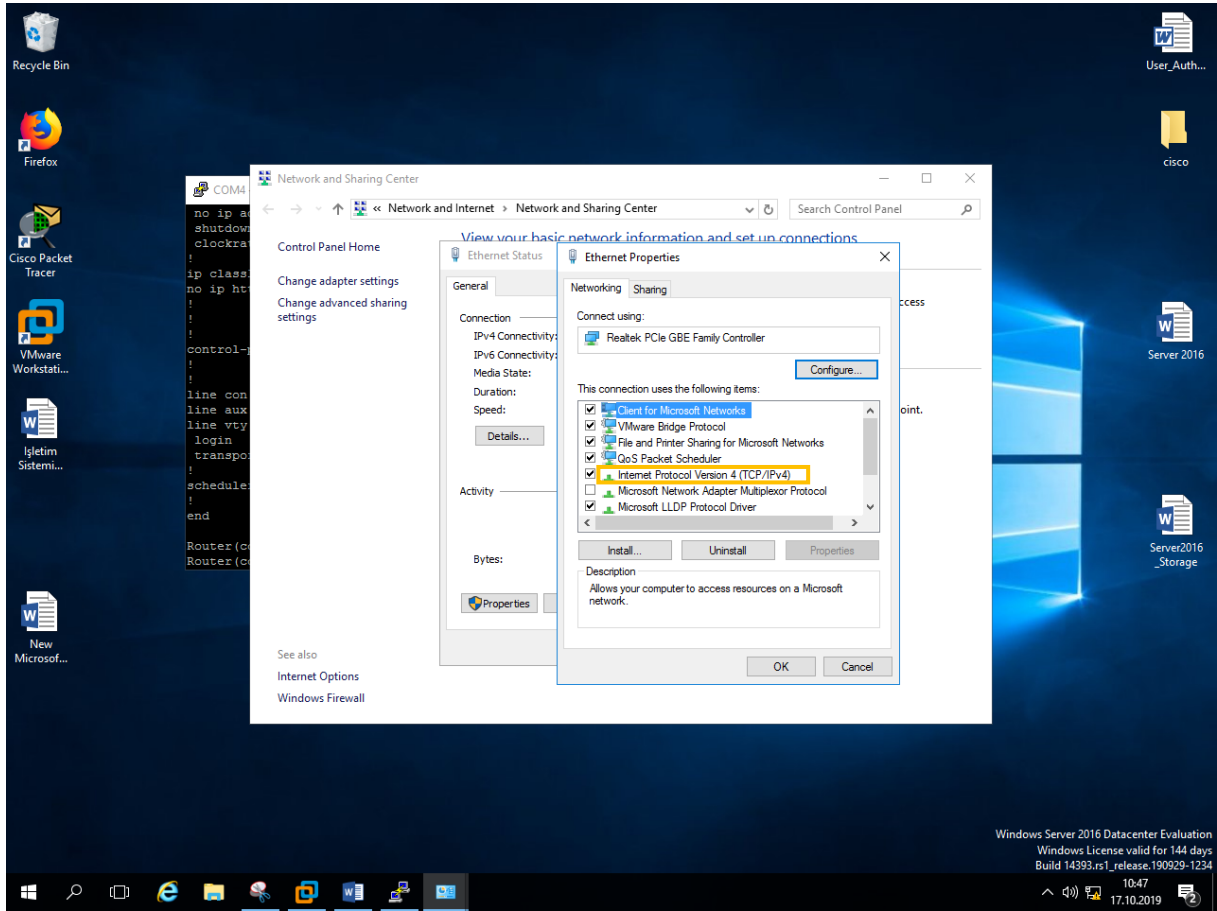 Recycle Bin
Firefox
Cisco Packet
Tracer
VMware
Workstati...
İşletim
Sistemi...
New
Microsof...
User_Auth...
cisco
Server 2016
Server2016
_Storage
COM4
no ip a
shutdow
clockra
!
ip class
no ip ht
!
!
!
control-p
!
!
line con
line aux
line vty
login
transpo
!
schedule
!
end
Router(co
Router(co
Network and Sharing Center
« Network and Internet › Network and Sharing Center
Search Control Panel
Control Panel Home
Change adapter settings
Change advanced sharing
settings
See also
Internet Options
Windows Firewall
View your basic network information and set up connections
ccess
oint.
Ethernet Status
General
Connection
IPv4 Connectivity:
IPv6 Connectivity:
Media State:
Duration:
Speed:
Details...
Activity
Bytes:
Properties
Ethernet Properties
Networking
Sharing
Connect using:
Realtek PCIe GBE Family Controller
Configure...
This connection uses the following items:
Client for Microsoft Networks
VMware Bridge Protocol
File and Printer Sharing for Microsoft Networks
QoS Packet Scheduler
Internet Protocol Version 4 (TCP/IPv4)
Microsoft Network Adapter Multiplexor Protocol
Microsoft LLDP Protocol Driver
Install...
Uninstall
Properties
Description
Allows your computer to access resources on a Microsoft
network.
OK
Cancel
Windows Server 2016 Datacenter Evaluation
Windows License valid for 144 days
Build 14393.rs1_release.190929-1234
10:47
17.10.2019
2